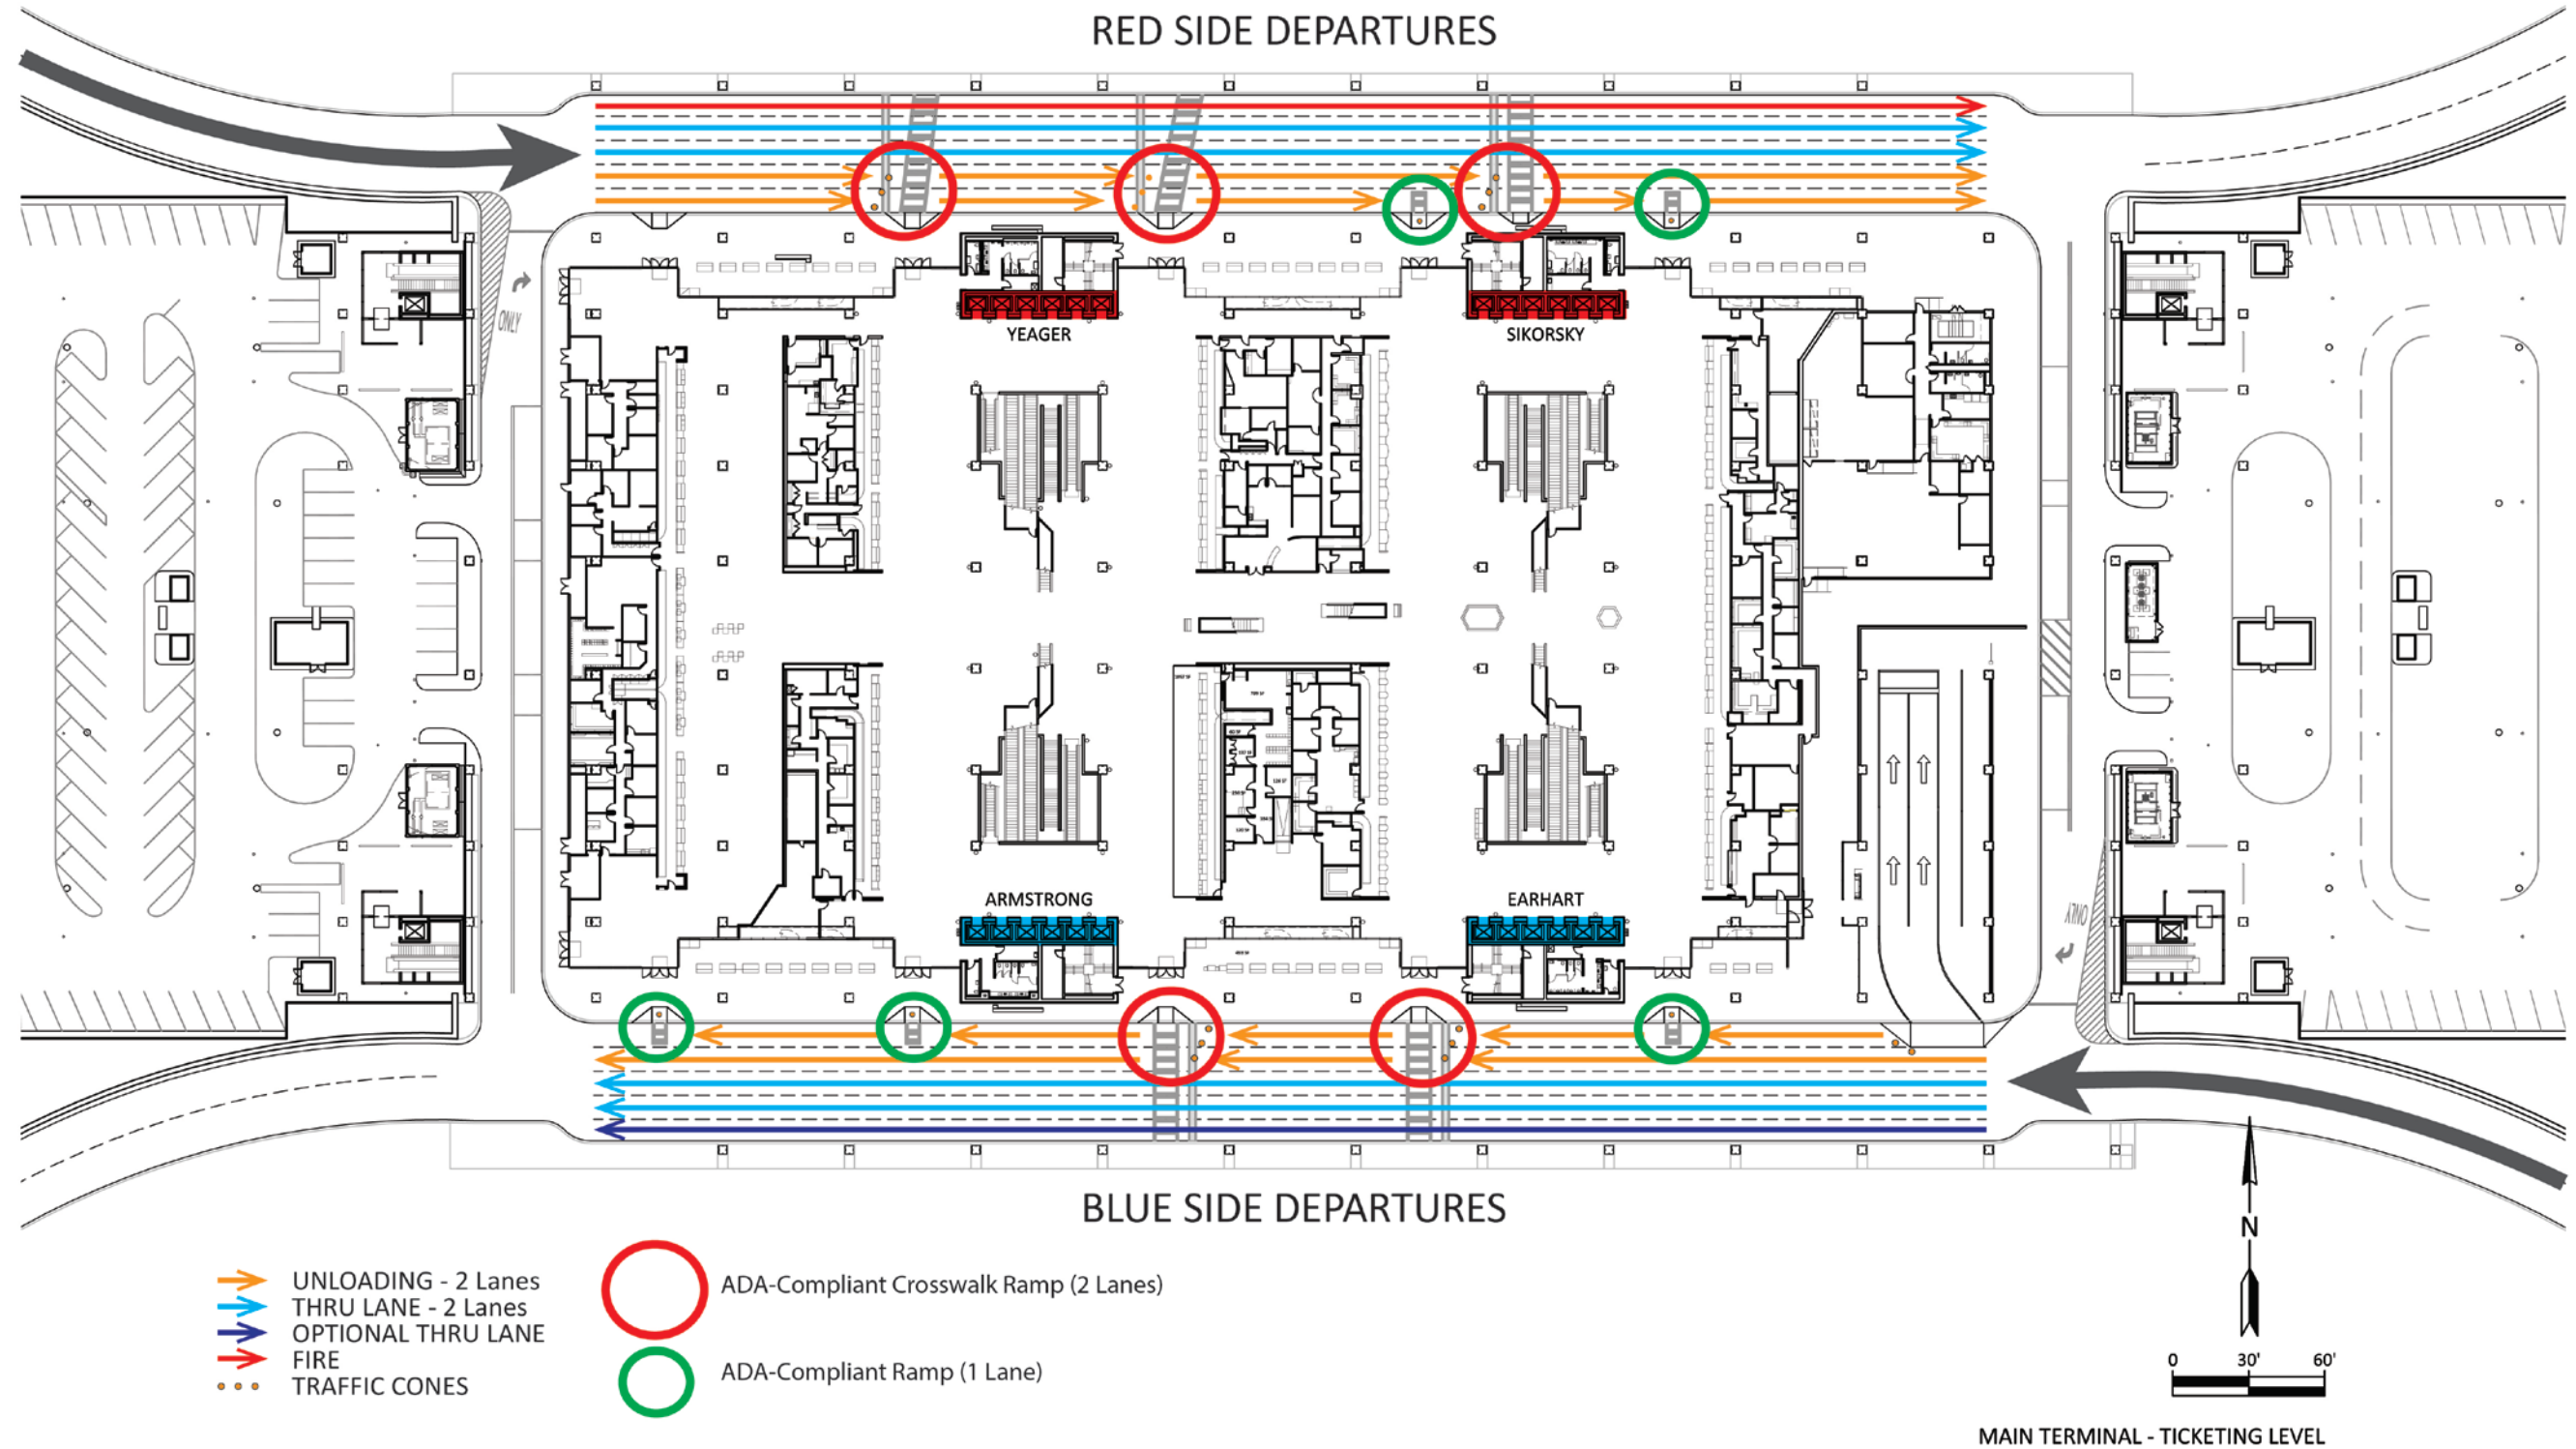 RED SIDE DEPARTURES
ONLY
YEAGER
SIKORSKY
ARMSTRONG
EARHART
ONLY
BLUE SIDE DEPARTURES
UNLOADING - 2 Lanes
THRU LANE - 2 Lanes
OPTIONAL THRU LANE
FIRE
TRAFFIC CONES
ADA-Compliant Crosswalk Ramp (2 Lanes)
ADA-Compliant Ramp (1 Lane)
N
0 30' 60'
MAIN TERMINAL - TICKETING LEVEL